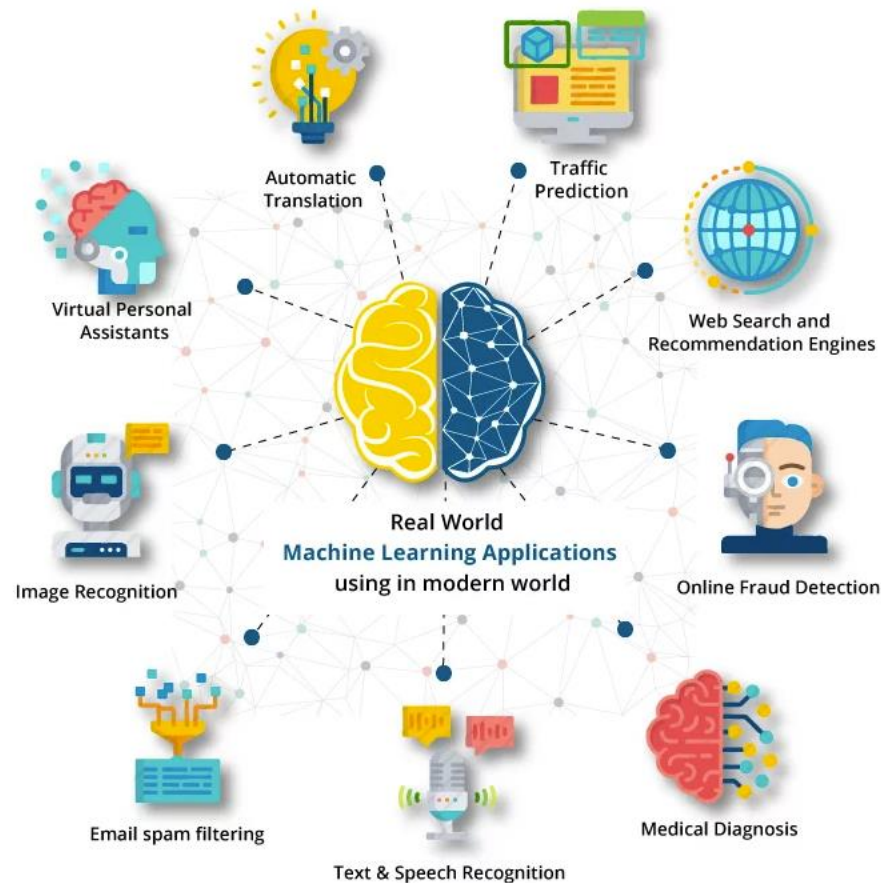 Automatic
Translation
Traffic
Prediction
Virtual Personal
Assistants
Web Search and
Recommendation Engines
Real World
Machine Learning Applications
using in modern world
Image Recognition
Online Fraud Detection
Email spam filtering
Text & Speech Recognition
Medical Diagnosis